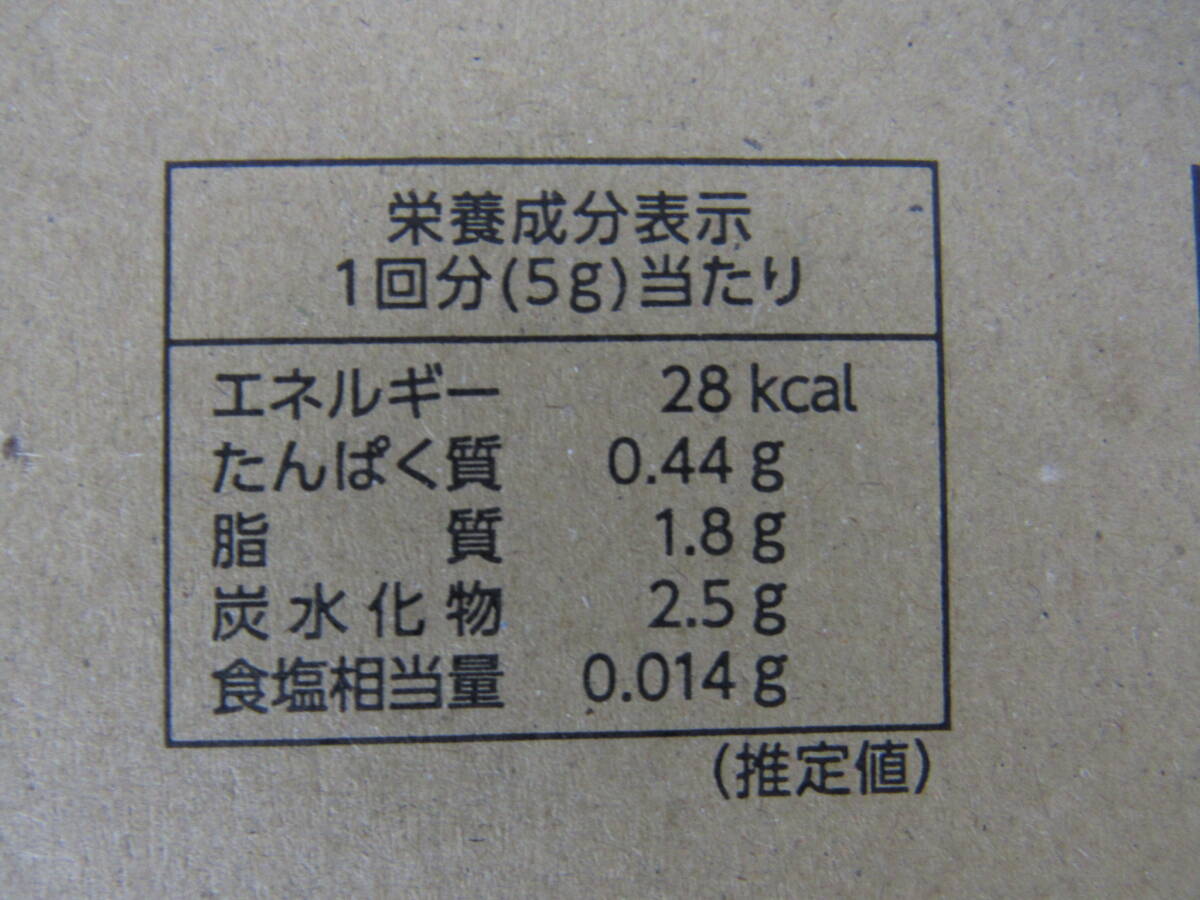 栄養成分表示
1回分(5g)当たり
エネルギー 28 kcal
たんぱく質 0.44 g
脂質 1.8 g
炭水化物 2.5 g
食塩相当量 0.014 g
(推定値)